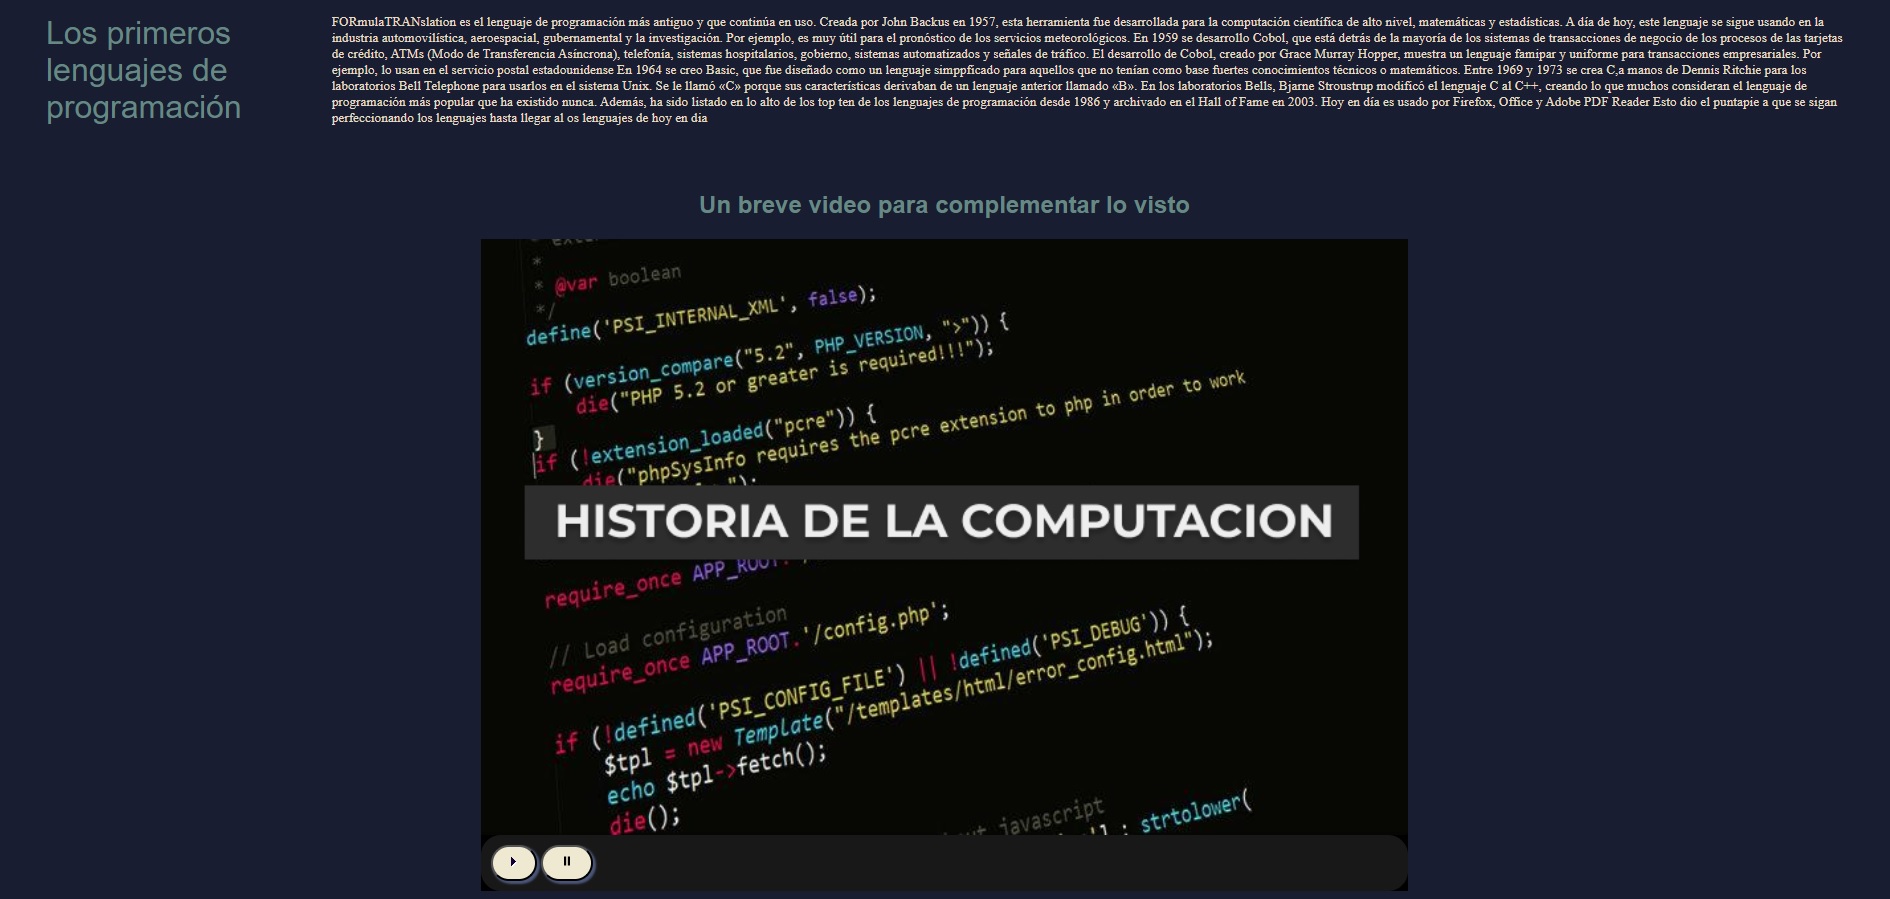 Los primeros
lenguajes de
programación
FORmulaTRANslation es el lenguaje de programación más antiguo y que continúa en uso. Creada por John Backus en 1957, esta herramienta fue desarrollada para la computación científica de alto nivel, matemáticas y estadísticas. A día de hoy, este lenguaje se sigue usando en la
industria automovilística, aeroespacial, gubernamental y la investigación. Por ejemplo, es muy útil para el pronóstico de los servicios meteorológicos. En 1959 se desarrollo Cobol, que está detrás de la mayoría de los sistemas de transacciones de negocio de los procesos de las tarjetas
de crédito, ATMs (Modo de Transferencia Asíncrona), telefonía, sistemas hospitalarios, gobierno, sistemas automatizados y señales de tráfico. El desarrollo de Cobol, creado por Grace Murray Hopper, muestra un lenguaje famipar y uniforme para transacciones empresariales. Por
ejemplo, lo usan en el servicio postal estadounidense En 1964 se creo Basic, que fue diseñado como un lenguaje simppficado para aquellos que no tenían como base fuertes conocimientos técnicos o matemáticos. Entre 1969 y 1973 se crea C,a manos de Dennis Ritchie para los
laboratorios Bell Telephone para usarlos en el sistema Unix. Se le llamó «C» porque sus características derivaban de un lenguaje anterior llamado «B». En los laboratorios Bells, Bjarne Stroustrup modificó el lenguaje C al C++, creando lo que muchos consideran el lenguaje de
programación más popular que ha existido nunca. Además, ha sido listado en lo alto de los top ten de los lenguajes de programación desde 1986 y archivado en el Hall of Fame en 2003. Hoy en día es usado por Firefox, Office y Adobe PDF Reader Esto dio el puntapie a que se sigan
perfeccionando los lenguajes hasta llegar al os lenguajes de hoy en dia
Un breve video para complementar lo visto
*
* @var boolean
*/
define('PSI_INTERNAL_XML', false);
if (version_compare("5.2", PHP_VERSION, ">")) {
die("PHP 5.2 or greater is required!!!");
}
if (!extension_loaded("pcre")) {
die("phpSysInfo requires the pcre extension to php in order to work
");
HISTORIA DE LA COMPUTACION
require_once APP_ROOT.
// Load configuration
require_once APP_ROOT.'/config.php';
if (!defined('PSI_CONFIG_FILE') || !defined('PSI_DEBUG')) {
$tpl = new Template("/templates/html/error_config.html");
echo $tpl->fetch();
die();
javascript
strtolower(